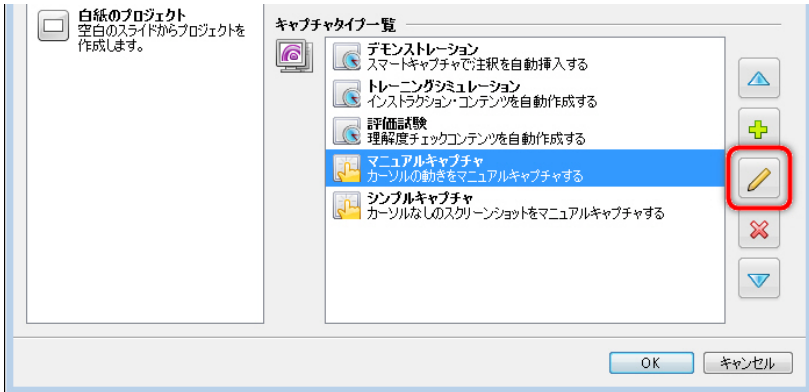 白紙のプロジェクト
空白のスライドからプロジェクトを
作成します。
キャプチャタイプ一覧
デモンストレーション
スマートキャプチャで注釈を自動挿入する
トレーニングシミュレーション
インストラクション・コンテンツを自動作成する
評価試験
理解度チェックコンテンツを自動作成する
マニュアルキャプチャ
カーソルの動きをマニュアルキャプチャする
シンプルキャプチャ
カーソルなしのスクリーンショットをマニュアルキャプチャする
OK
キャンセル